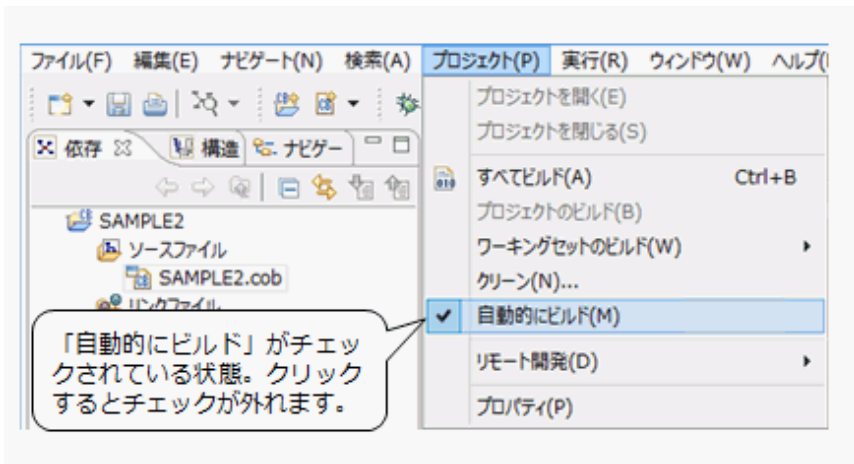 ファイル(F) 編集(E) ナビゲート(N) 検索(A) プロジェクト(P) 実行(R) ウィンドウ(W) ヘルプ(
プロジェクトを開く(E)
プロジェクトを閉じる(S)
依存 構造 ナビゲー
すべてビルド(A) Ctrl+B
プロジェクトのビルド(B)
ワーキングセットのビルド(W)
クリーン(N)...
自動的にビルド(M)
リモート開発(D)
プロパティ(P)
SAMPLE2
ソースファイル
SAMPLE2.cob
リンクファイル
「自動的にビルド」がチェッ
クされている状態。クリック
するとチェックが外れます。